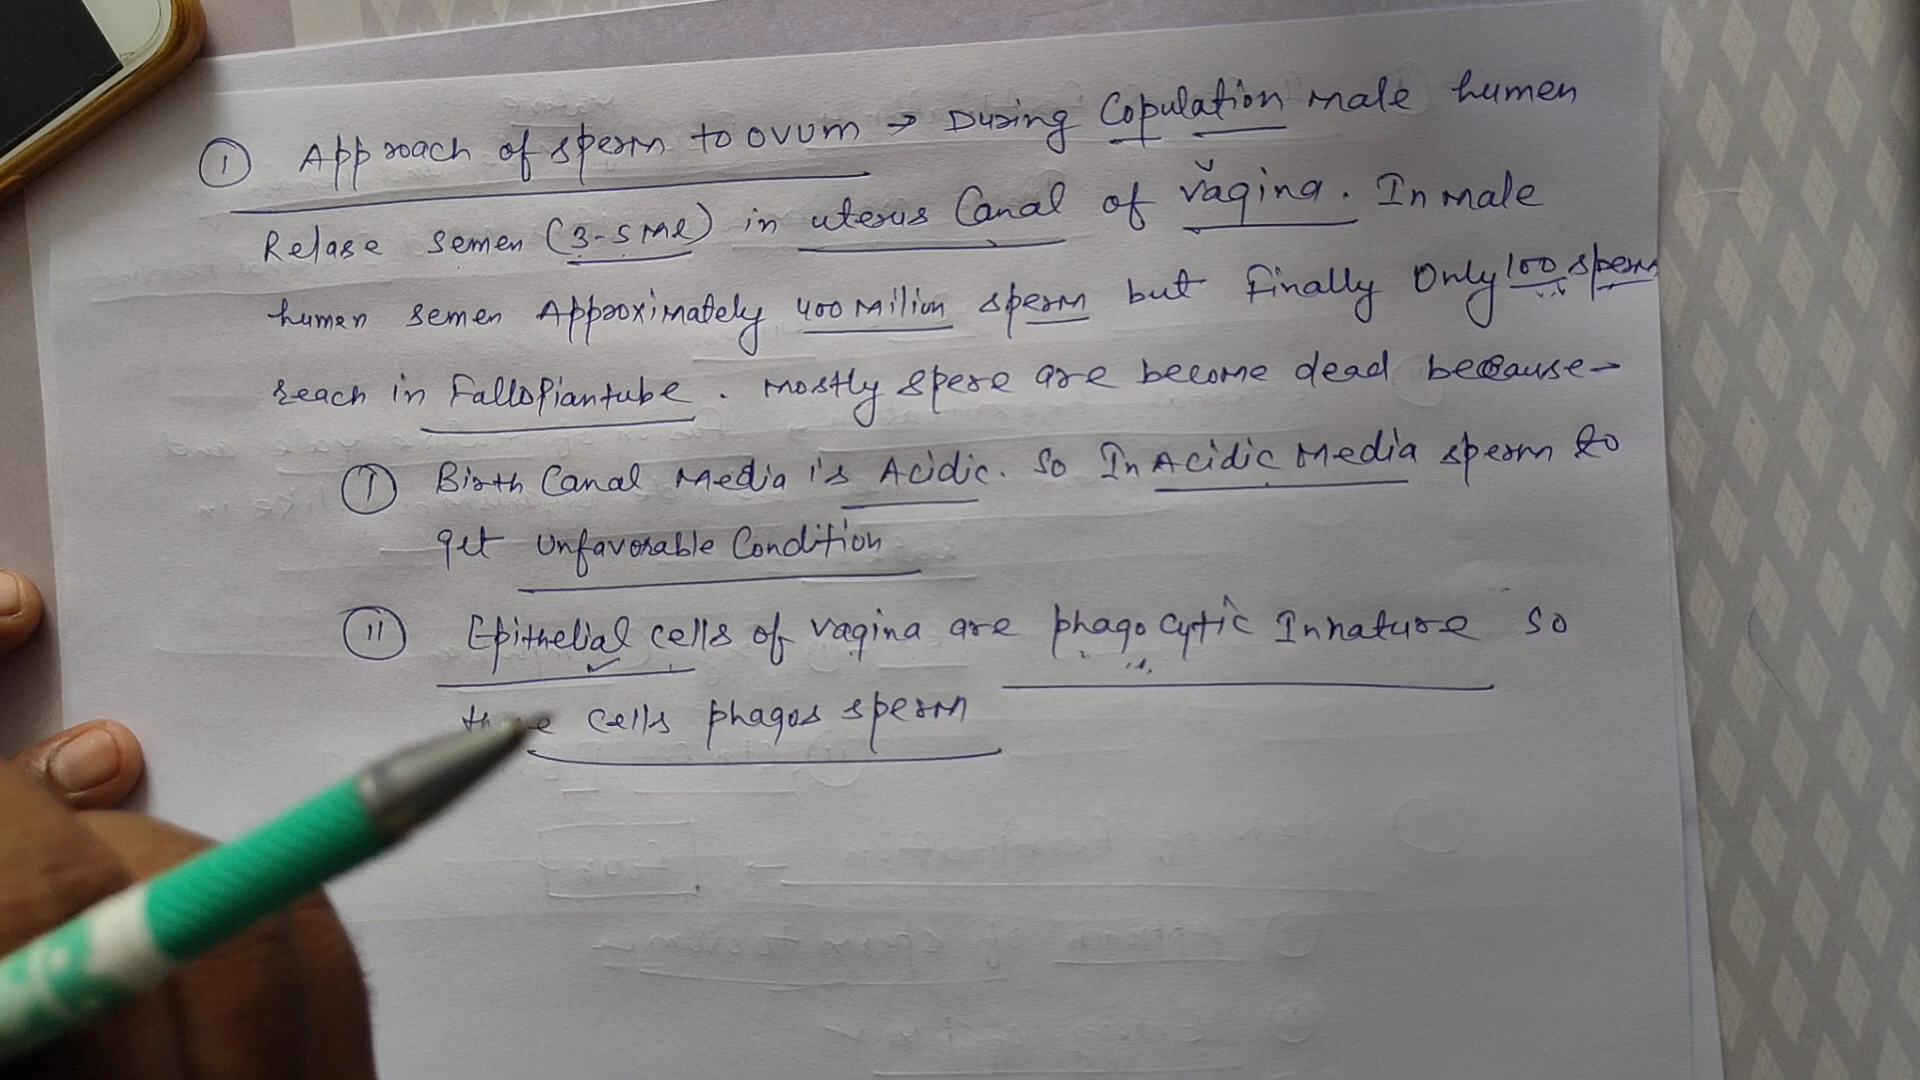 ① Approach of sperm to ovum → During Copulation male humen
Relase semen (3-5 ml) in uterus Canal of vagina. In male
humen semen Approximately 400 Milion sperm but finally Only 100 sperm
reach in Fallopiantube. Mostly spere are become dead because→
Ⓘ Birth Canal Media is Acidic. So In Acidic Media sperm to
get Unfavorable Condition
ⒾⒾ Epithelial cells of vagina are phagocytic In nature so
cells phagos sperm